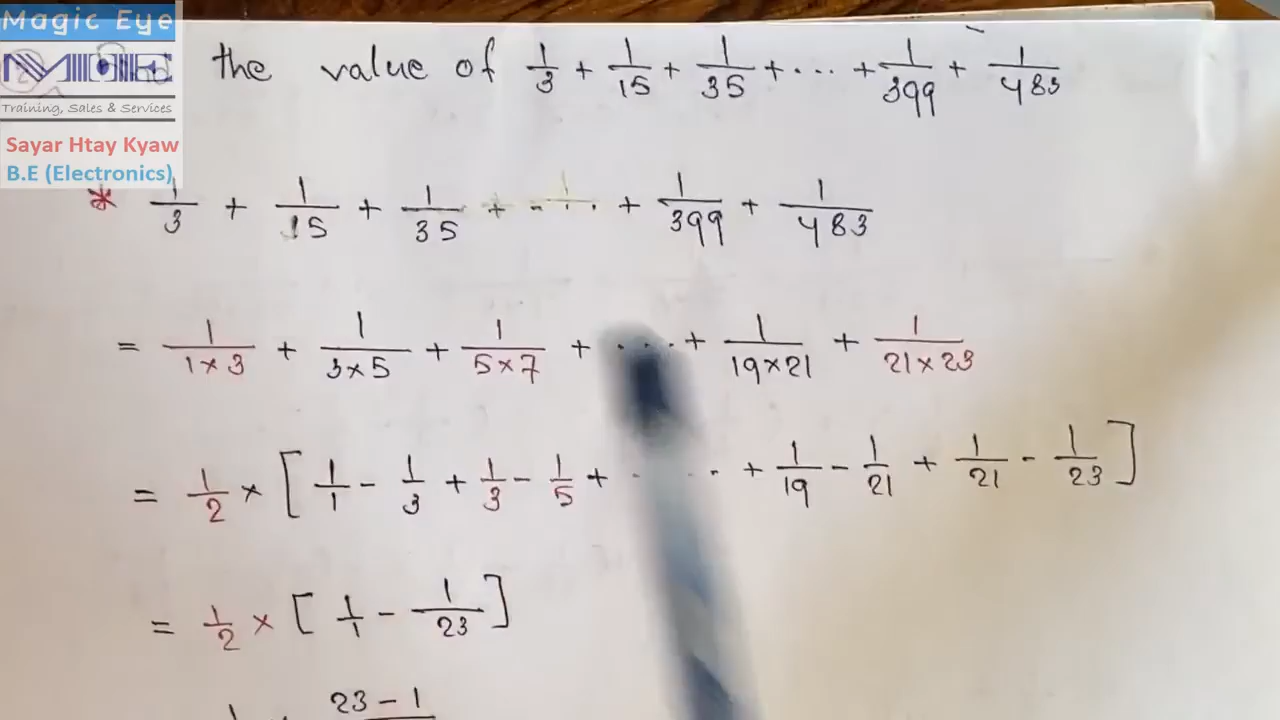 Magic Eye
MEE
Training, Sales & Services
Sayar Htay Kyaw
B.E (Electronics)
the value of 1/3 + 1/15 + 1/35 + ... + 1/399 + 1/483
* 1/3 + 1/15 + 1/35 + .... + 1/399 + 1/483
= 1/(1×3) + 1/(3×5) + 1/(5×7) + .... + 1/(19×21) + 1/(21×23)
= 1/2 × [1/1 - 1/3 + 1/3 - 1/5 + .... + 1/19 - 1/21 + 1/21 - 1/23]
= 1/2 × [1/1 - 1/23]
23 - 1